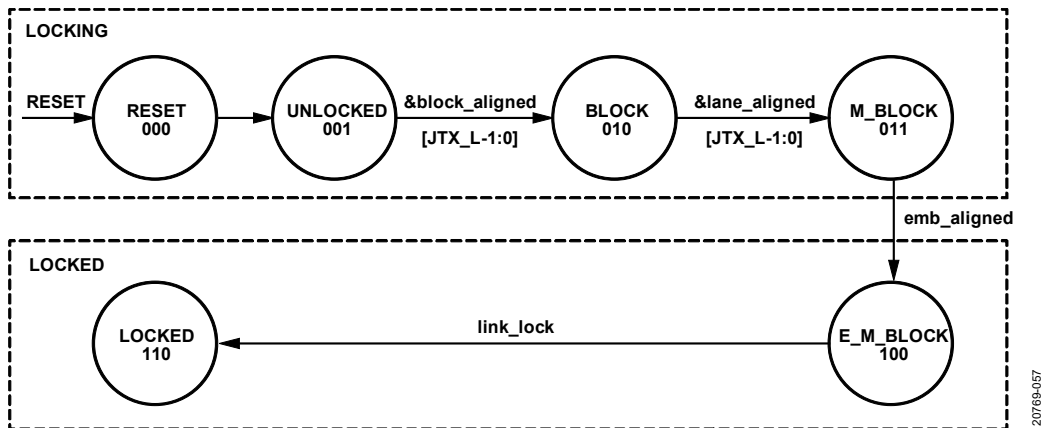 LOCKING
RESET
RESET
000
UNLOCKED
001
&block_aligned
[JTX_L-1:0]
BLOCK
010
&lane_aligned
[JTX_L-1:0]
M_BLOCK
011
emb_aligned
LOCKED
LOCKED
110
link_lock
E_M_BLOCK
100
20769-057